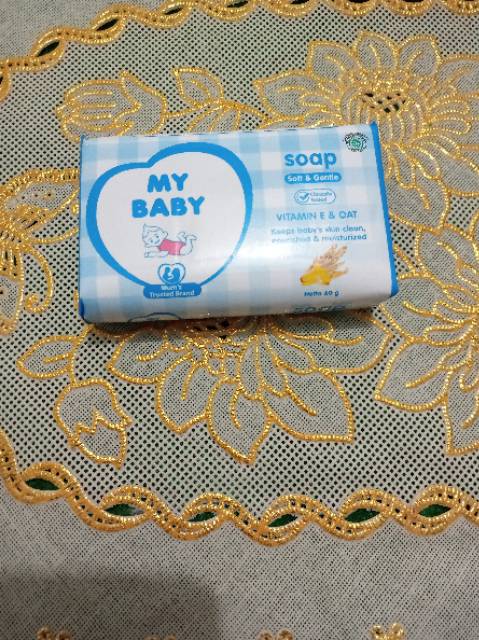 MY
BABY
Mum's
Trusted Brand
soap
Soft & Gentle
Clinically
Tested
VITAMIN E & OAT
Keeps baby's skin clean,
nourished & moisturized
Netto 60 g